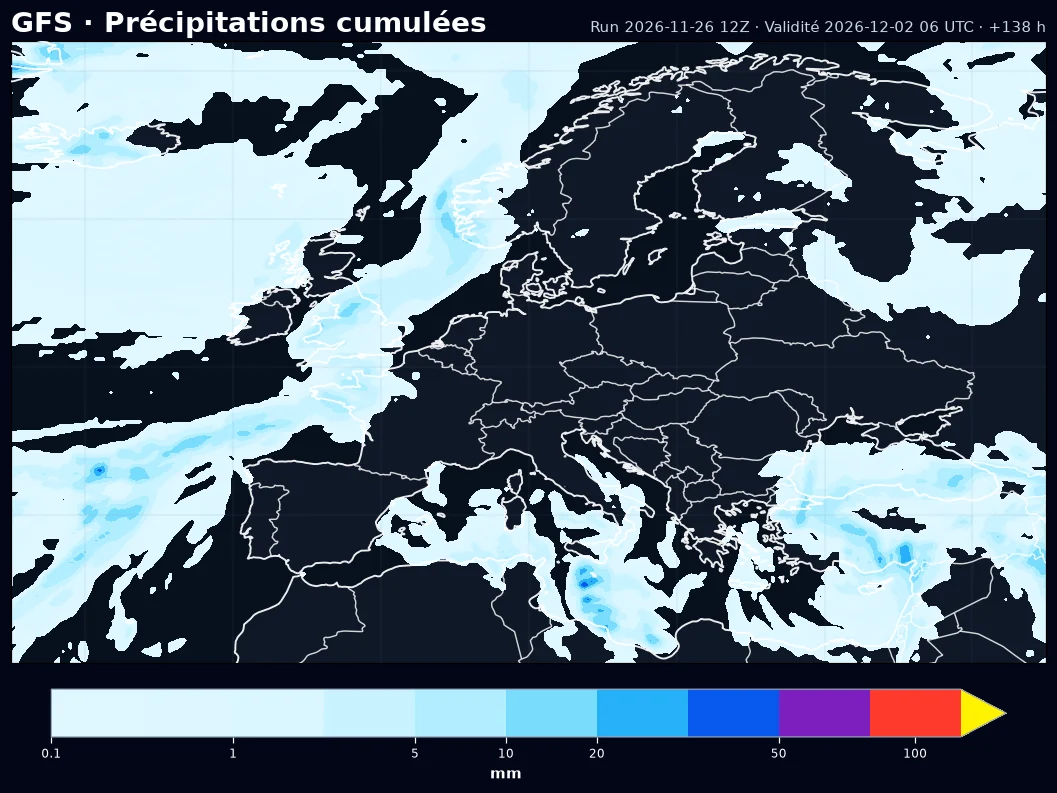 GFS · Précipitations cumulées
Run 2026-11-26 12Z · Validité 2026-12-02 06 UTC · +138 h
0.1 1 5 10 20 50 100
mm